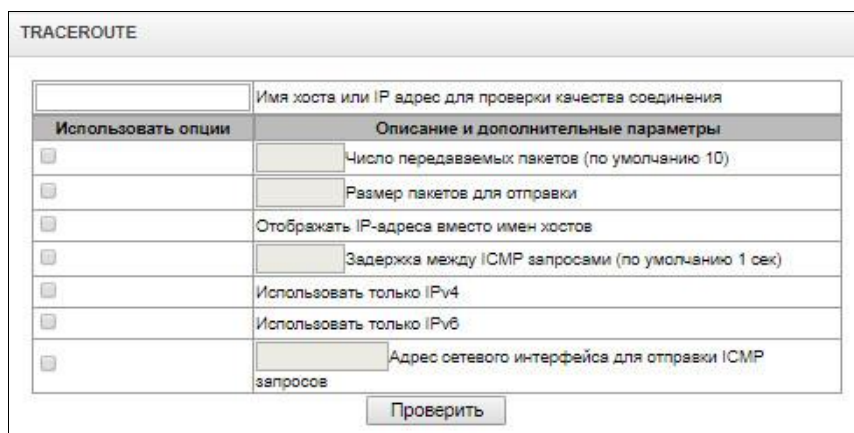 TRACEROUTE
Имя хоста или IP адрес для проверки качества соединения
Использовать опции Описание и дополнительные параметры
Число передаваемых пакетов (по умолчанию 10)
Размер пакетов для отправки
Отображать IP-адреса вместо имен хостов
Задержка между ICMP запросами (по умолчанию 1 сек)
Использовать только IPv4
Использовать только IPv6
Адрес сетевого интерфейса для отправки ICMP
запросов
Проверить